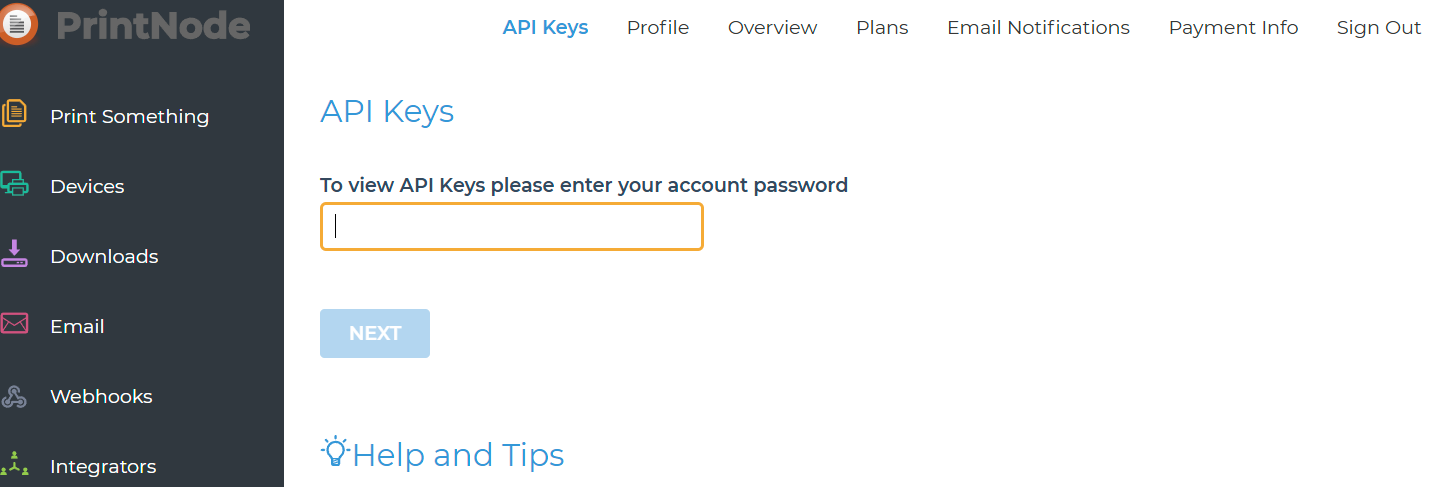 PrintNode
API Keys Profile Overview Plans Email Notifications Payment Info Sign Out
Print Something
Devices
Downloads
Email
Webhooks
Integrators
API Keys
To view API Keys please enter your account password
NEXT
Help and Tips